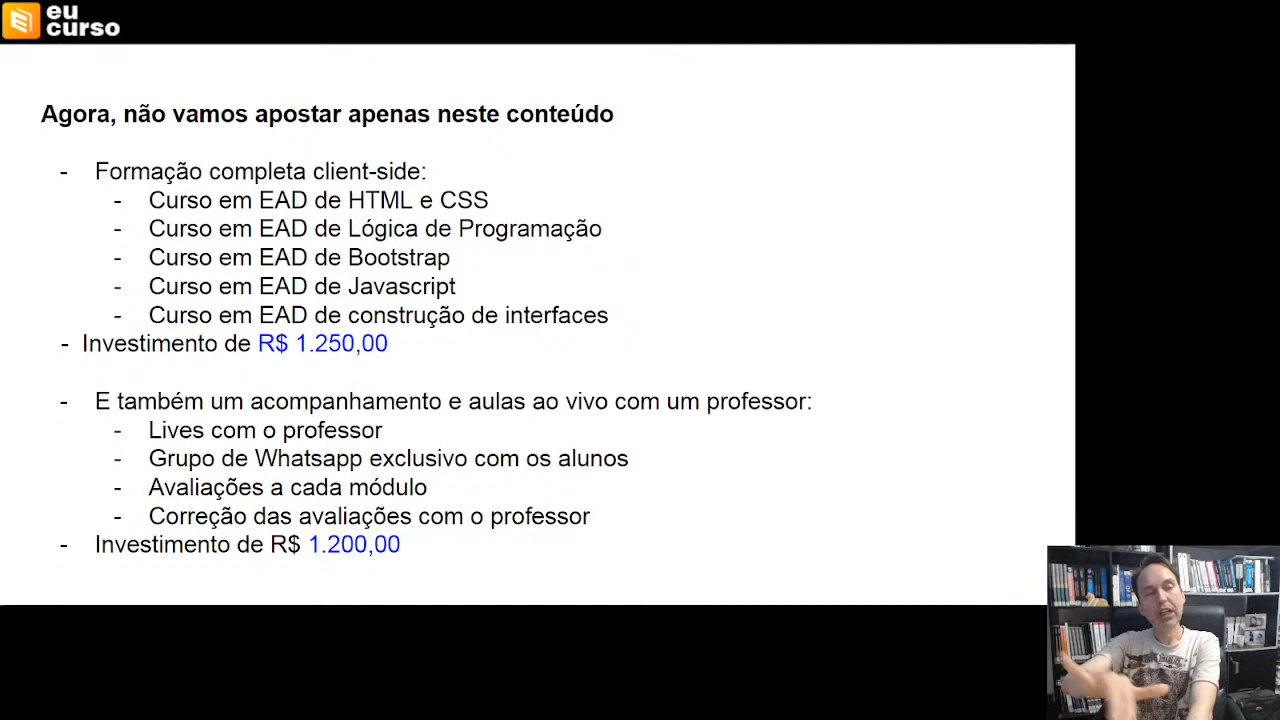 eu
curso
Agora, não vamos apostar apenas neste conteúdo
- Formação completa client-side:
- Curso em EAD de HTML e CSS
- Curso em EAD de Lógica de Programação
- Curso em EAD de Bootstrap
- Curso em EAD de Javascript
- Curso em EAD de construção de interfaces
- Investimento de R$ 1.250,00
- E também um acompanhamento e aulas ao vivo com um professor:
- Lives com o professor
- Grupo de Whatsapp exclusivo com os alunos
- Avaliações a cada módulo
- Correção das avaliações com o professor
- Investimento de R$ 1.200,00